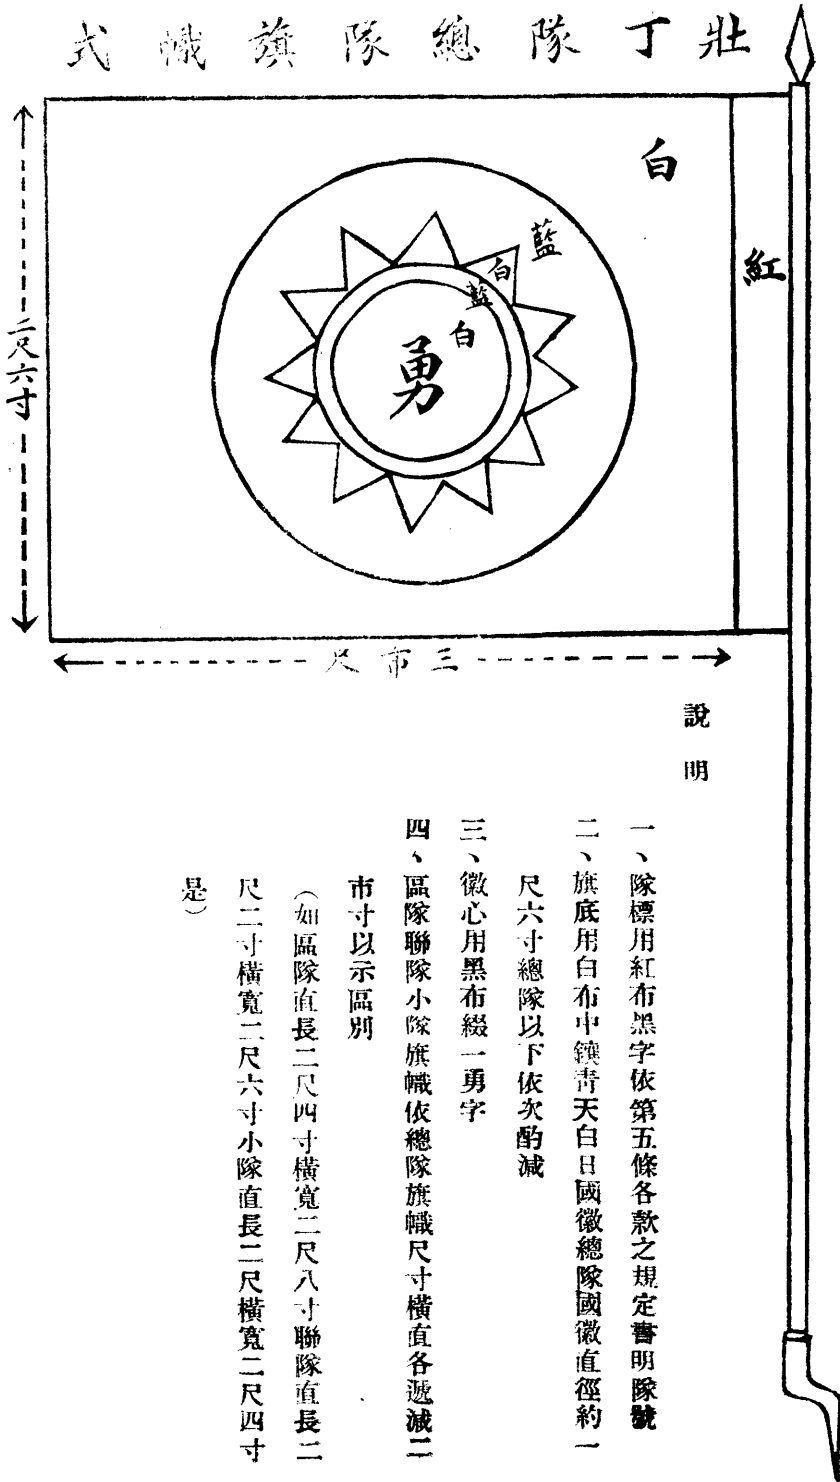 壯丁隊總隊旗幟式
白
紅
藍
白
藍
白
勇
二尺六寸
三市尺
說明
一、隊標用紅布黑字依第五條各款之規定書明隊號
二、旗底用白布中鑲青天白日國徽總隊國徽直徑約一
尺六寸總隊以下依次酌減
三、徽心用黑布綴一勇字
四、區隊聯隊小隊旗幟依總隊旗幟尺寸橫直各遞減二
市寸以示區別
（如區隊直長二尺四寸橫寬二尺八寸聯隊直長二
尺二寸橫寬二尺六寸小隊直長二尺橫寬二尺四寸
是）